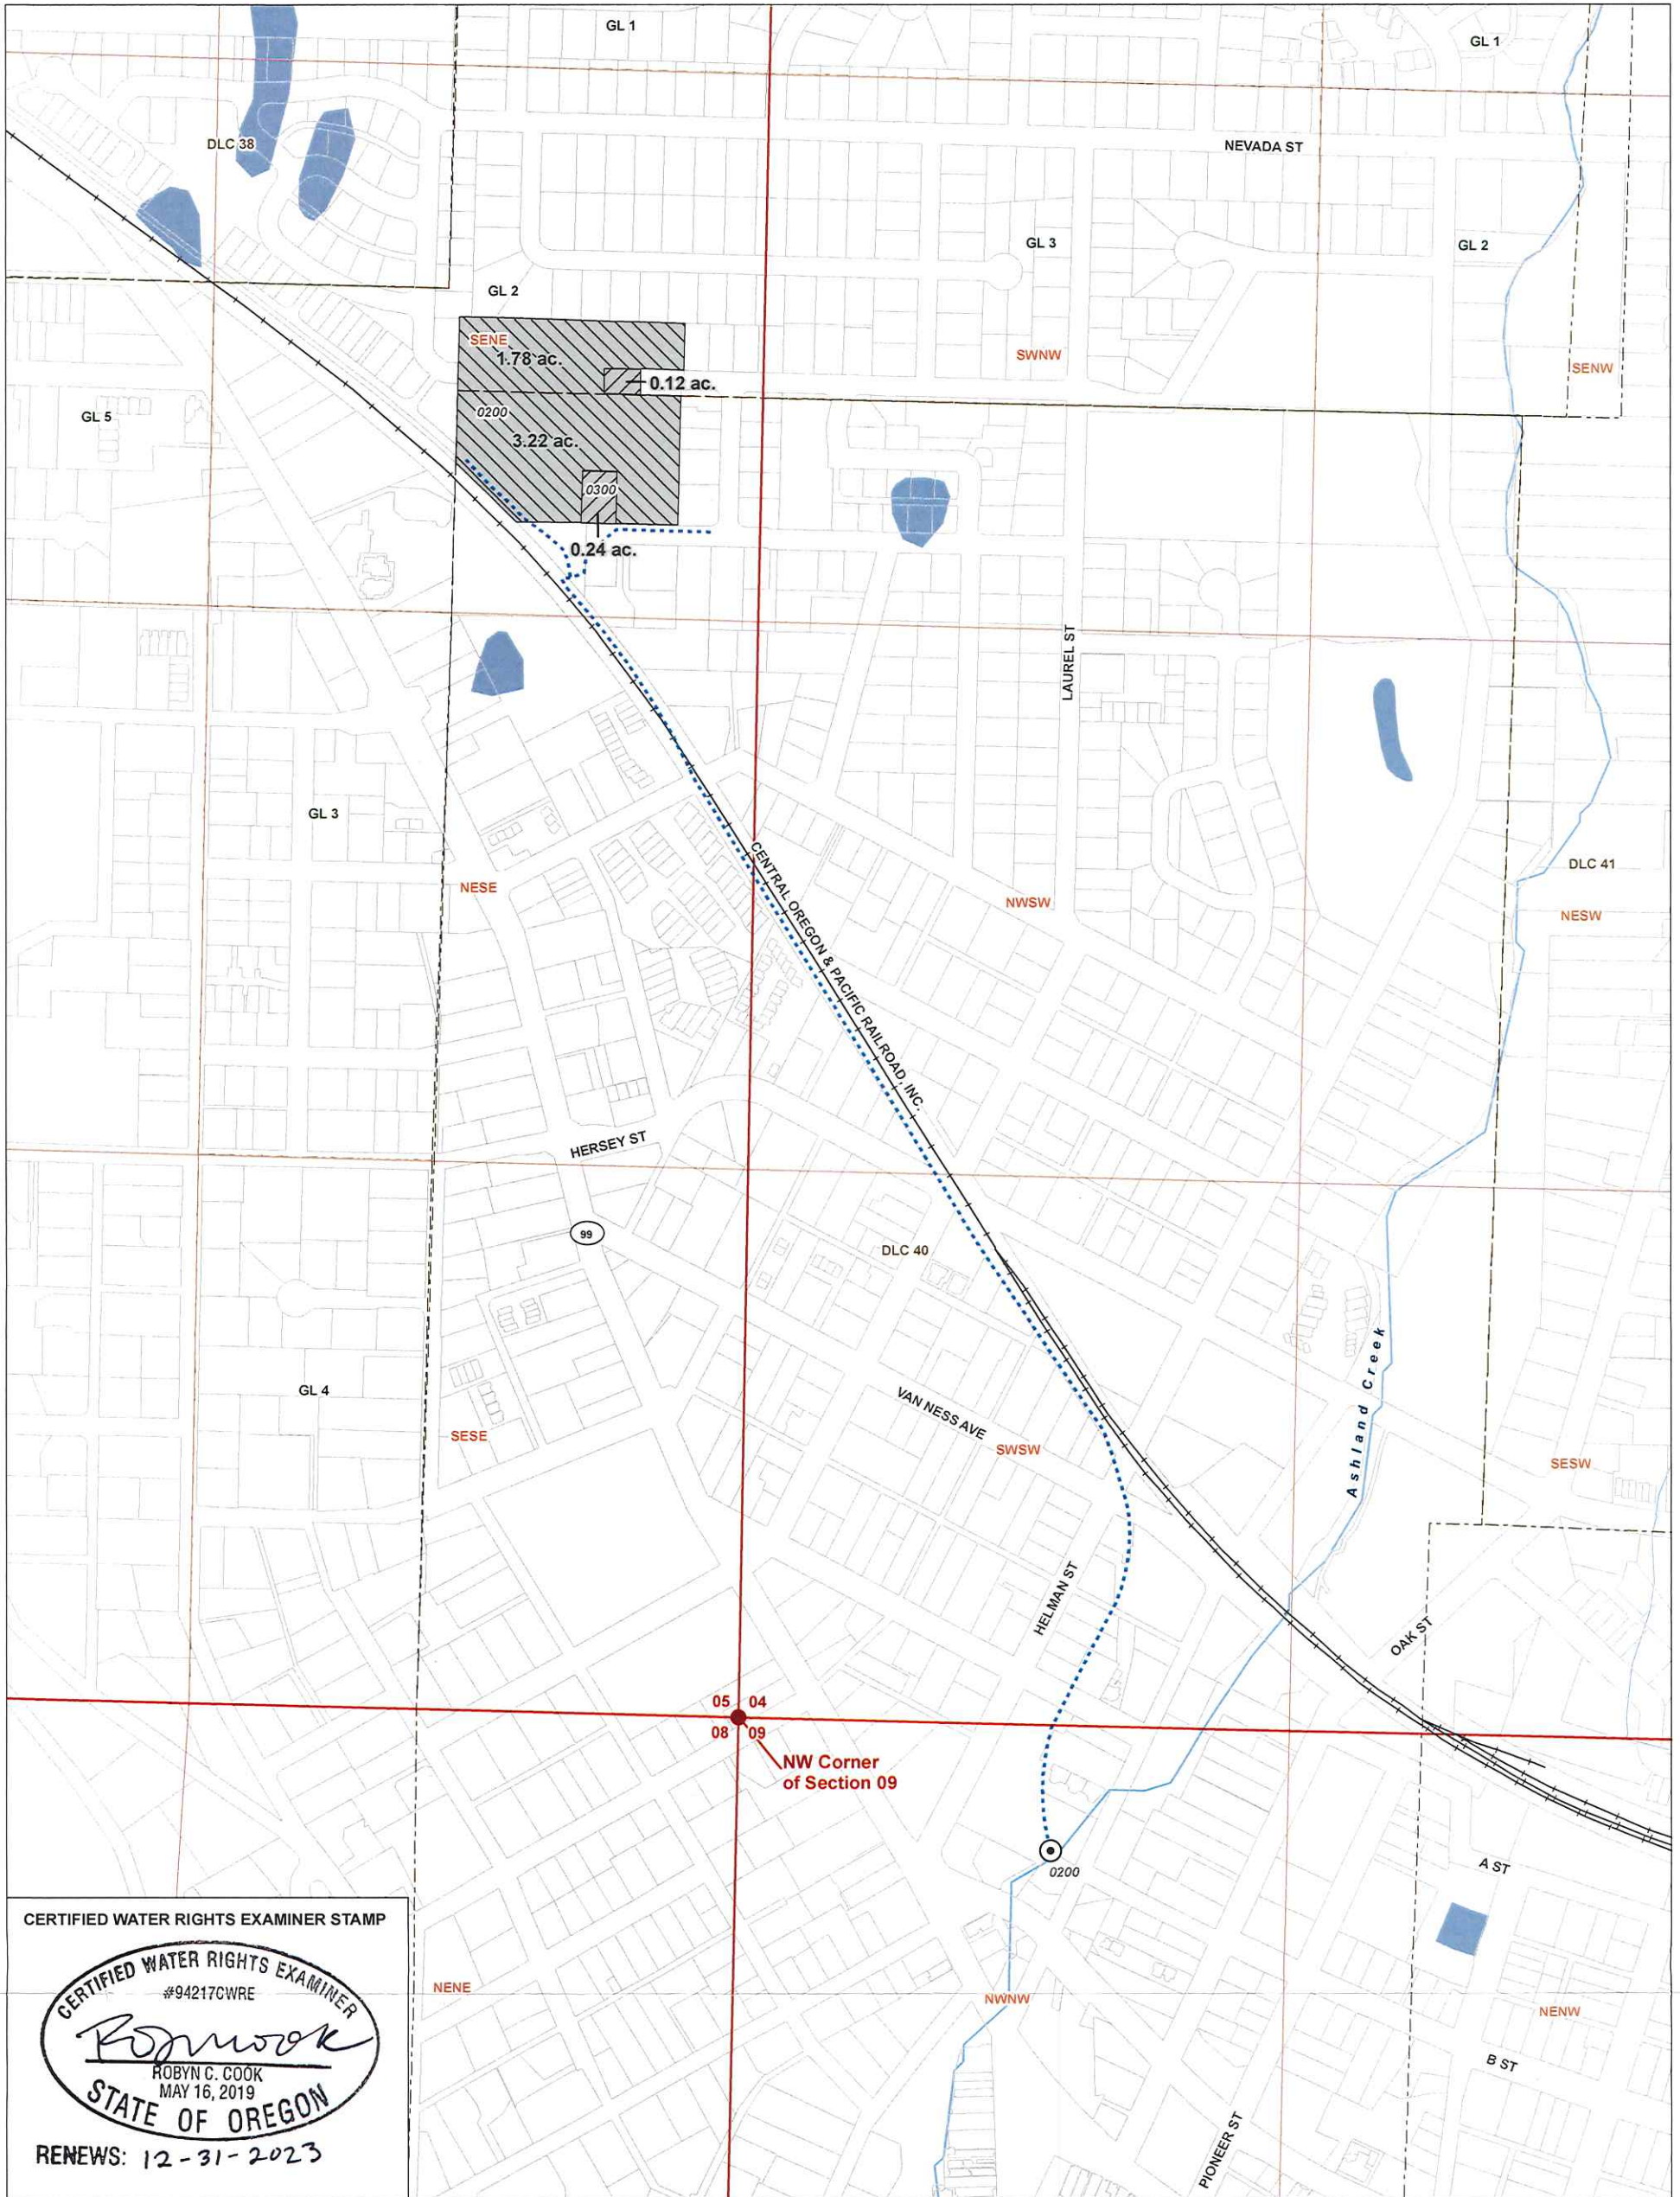 GL 1
GL 1
DLC 38
NEVADA ST
GL 3
GL 2
GL 2
SENE
1.78 ac.
SWNW
SENW
0.12 ac.
GL 5
0200
3.22 ac.
0300
0.24 ac.
LAUREL ST
GL 3
DLC 41
NESE
NWSW
NESW
CENTRAL OREGON & PACIFIC RAILROAD, INC.
HERSEY ST
99
DLC 40
GL 4
Ashland Creek
VAN NESS AVE
SESE
SWSW
SESW
HELMAN ST
OAK ST
05 04
08 09
NW Corner
of Section 09
0200
A ST
NENE
NWNW
NENW
B ST
PIONEER ST
CERTIFIED WATER RIGHTS EXAMINER STAMP
CERTIFIED WATER RIGHTS EXAMINER
#94217CWRE
ROBYN C. COOK
MAY 16, 2019
STATE OF OREGON
RENEWS: 12-31-2023